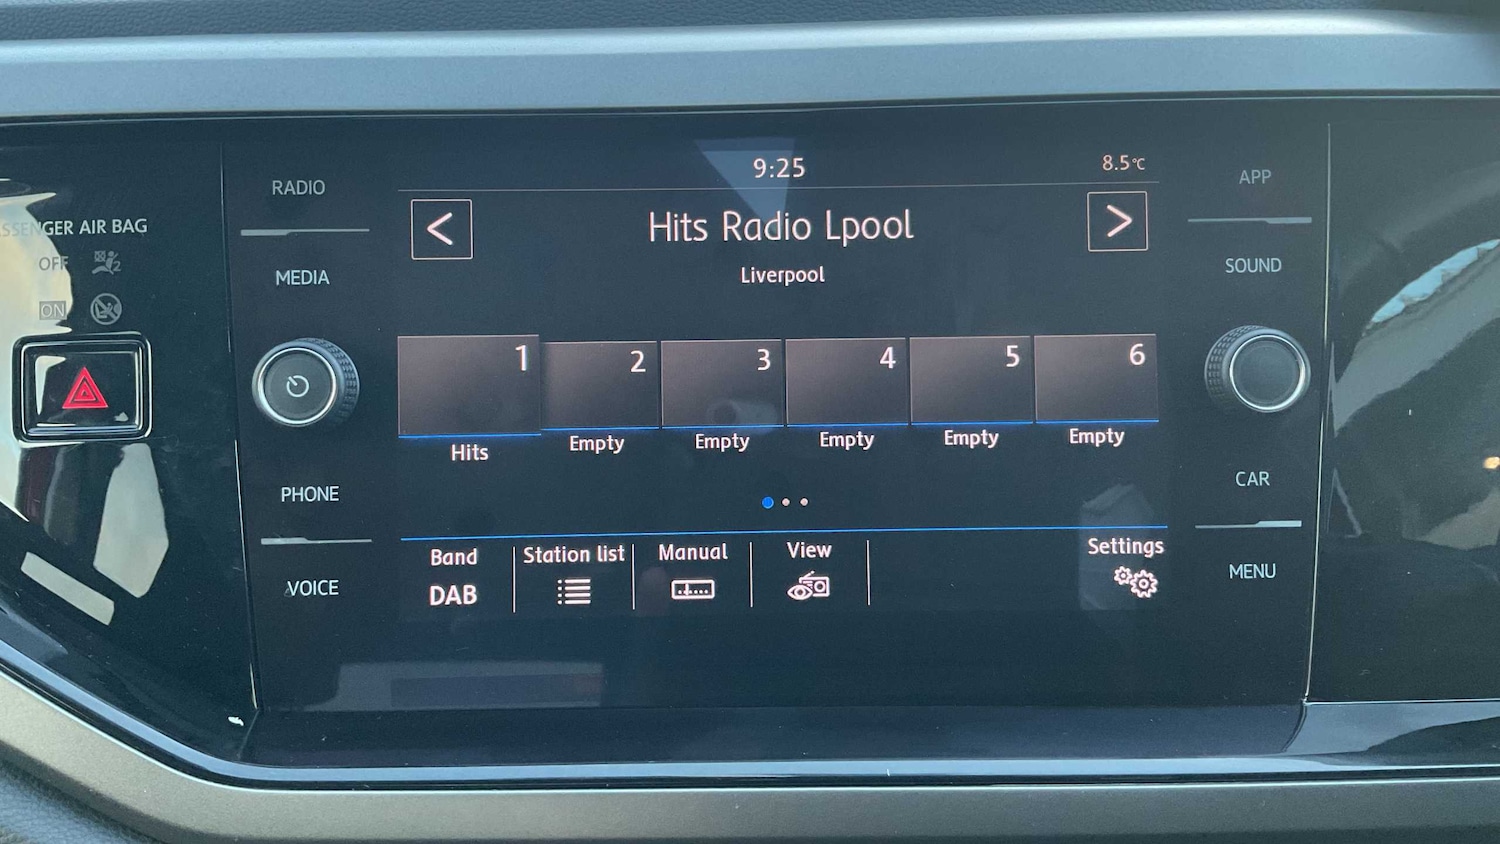 9:25
8.5°C
RADIO
APP
AIR BAG
Hits Radio Lpool
<
>
OFF
2
MEDIA
Liverpool
SOUND
ON
1
2
3
4
5
6
Hits
Empty
Empty
Empty
Empty
Empty
PHONE
CAR
Band
Station list
Manual
View
Settings
DAB
VOICE
MENU